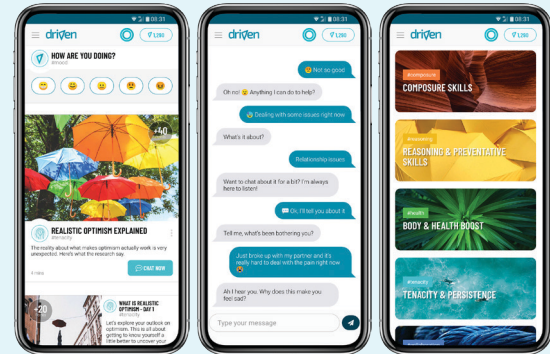 08:31
driven
1,260
HOW ARE YOU DOING?
#mood
+40
REALISTIC OPTIMISM EXPLAINED
#tenacity
The reality about what makes optimism actually work is very
unexpected. Here's what the research say.
4 mins
CHAT NOW
+20
WHAT IS REALISTIC
OPTIMISM - DAY 1
#tenacity
Let's explore your outlook on
optimism. This is all about
getting to know yourself a
little better to uncover your
08:31
driven
1,260
Not so good
Oh no! Anything I can do to help?
Dealing with some issues right now
What's it about?
Relationship issues
Want to chat about it for a bit? I'm always
here to listen!
Ok, I'll tell you about it
Tell me, what's been bothering you?
Just broke up with my partner and it's
really hard to deal with the pain right now
Ah I hear you. Why does this make you
feel sad?
Type your message
08:31
driven
1,260
#composure
COMPOSURE SKILLS
#reasoning
REASONING & PREVENTATIVE
SKILLS
#health
BODY & HEALTH BOOST
#tenacity
TENACITY & PERSISTENCE